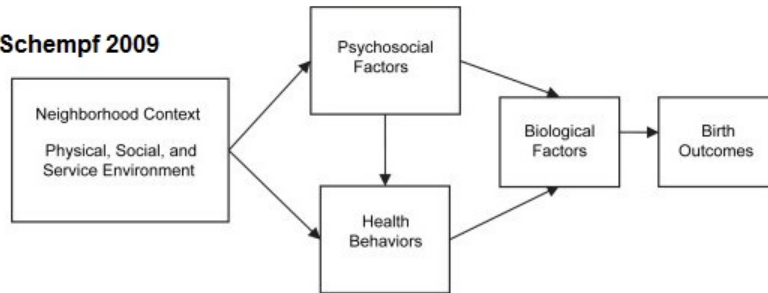 Schempf 2009
Neighborhood Context
Physical, Social, and
Service Environment
Psychosocial
Factors
Health
Behaviors
Biological
Factors
Birth
Outcomes